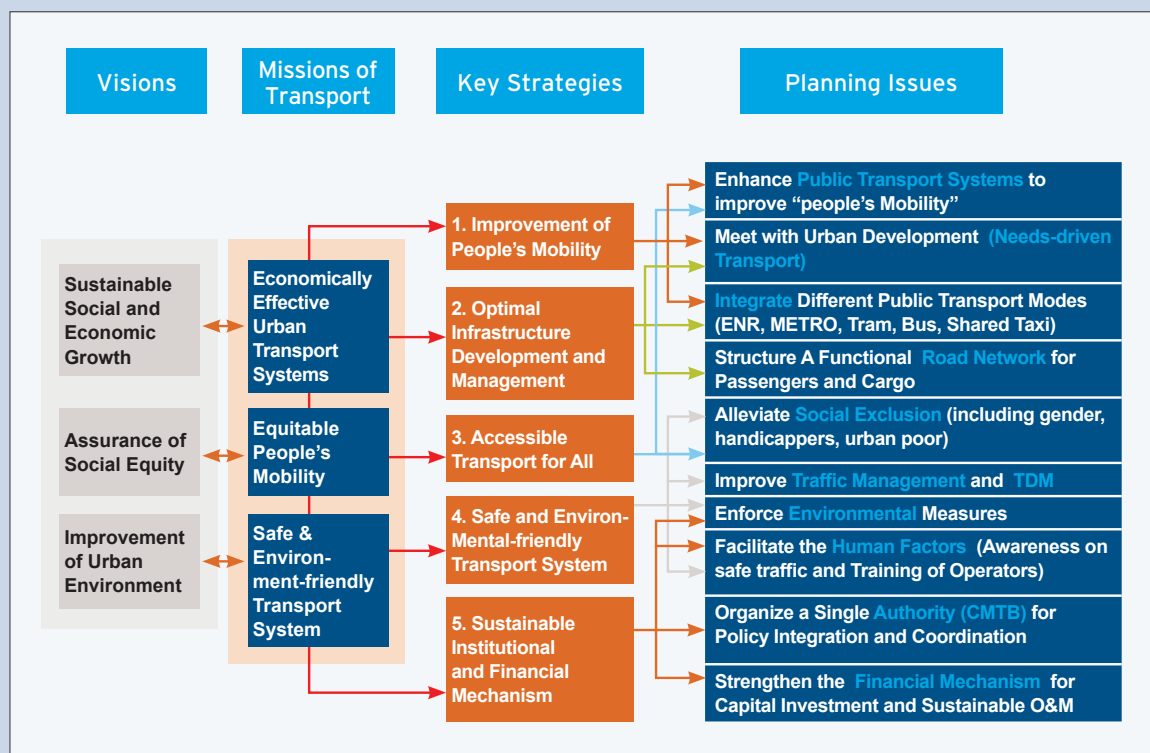 Visions
Missions of
Transport
Key Strategies
Planning Issues
Sustainable
Social and
Economic
Growth
Assurance of
Social Equity
Improvement
of Urban
Environment
Economically
Effective
Urban
Transport
Systems
Equitable
People's
Mobility
Safe &
Environ-
ment-friendly
Transport
System
1. Improvement of
People's Mobility
2. Optimal
Infrastructure
Development and
Management
3. Accessible
Transport for All
4. Safe and Environ-
Mental-friendly
Transport System
5. Sustainable
Institutional
and Financial
Mechanism
Enhance Public Transport Systems to
improve “people's Mobility”
Meet with Urban Development (Needs-driven
Transport)
Integrate Different Public Transport Modes
(ENR, METRO, Tram, Bus, Shared Taxi)
Structure A Functional Road Network for
Passengers and Cargo
Alleviate Social Exclusion (including gender,
handicappers, urban poor)
Improve Traffic Management and TDM
Enforce Environmental Measures
Facilitate the Human Factors (Awareness on
safe traffic and Training of Operators)
Organize a Single Authority (CMTB) for
Policy Integration and Coordination
Strengthen the Financial Mechanism for
Capital Investment and Sustainable O&M